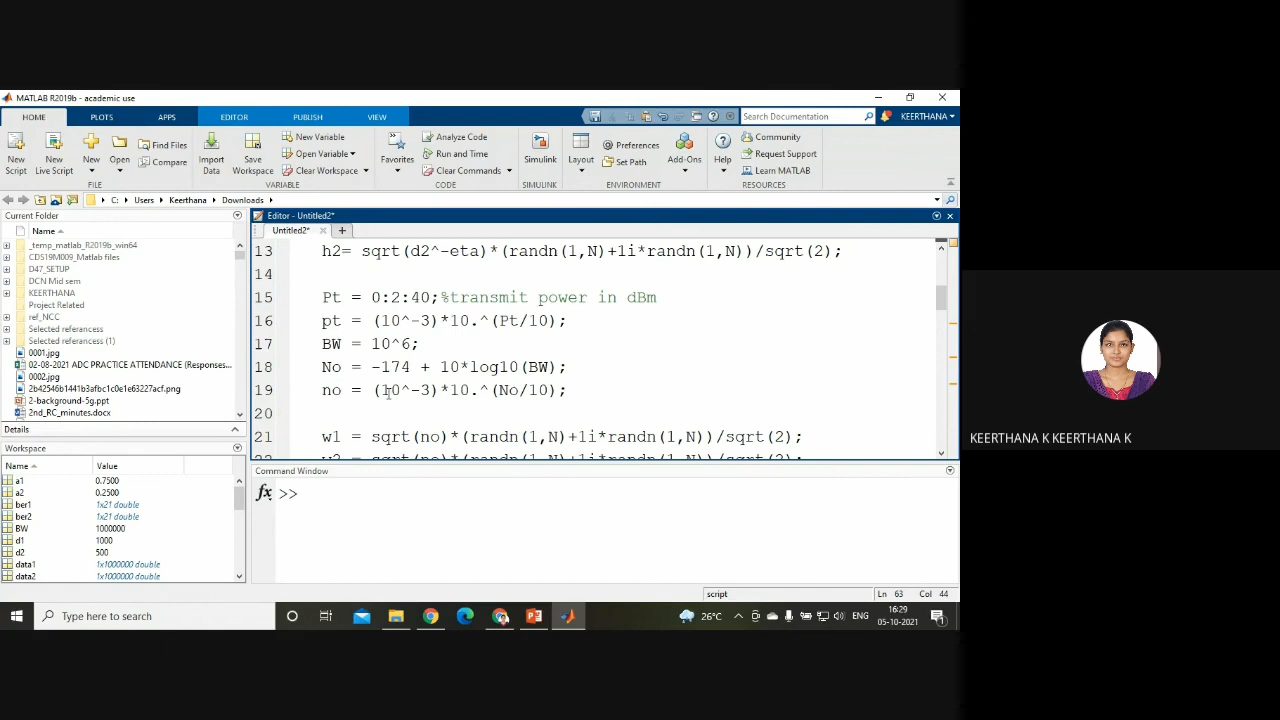 MATLAB R2019b - academic use
HOME PLOTS APPS EDITOR PUBLISH VIEW Search Documentation KEERTHANA
New Script New Live Script New Open Find Files Compare Import Data Save Workspace New Variable Open Variable Clear Workspace Favorites Analyze Code Run and Time Clear Commands Simulink Layout Preferences Set Path Add-Ons Help Community Request Support Learn MATLAB
FILE VARIABLE CODE SIMULINK ENVIRONMENT RESOURCES
C: Users Keerthana Downloads
Current Folder
Name
_temp_matlab_R2019b_win64
CDS19M009_Matlab files
D47_SETUP
DCN Mid sem
KEERTHANA
Project Related
ref_NCC
Selected referancess
Selected referancess (1)
0001.jpg
02-08-2021 ADC PRACTICE ATTENDANCE (Responses...
0002.jpg
2b42546b1441b3afbc1c0e1e63227acf.png
2-background-5g.ppt
2nd_RC_minutes.docx
Details
Workspace
Name Value
a1 0.7500
a2 0.2500
ber1 1x21 double
ber2 1x21 double
BW 1000000
d1 1000
d2 500
data1 1x1000000 double
data2 1x1000000 double
Editor - Untitled2*
Untitled2*
13 h2= sqrt(d2^-eta)*(randn(1,N)+1i*randn(1,N))/sqrt(2);
14
15 Pt = 0:2:40;%transmit power in dBm
16 pt = (10^-3)*10.^(Pt/10);
17 BW = 10^6;
18 No = -174 + 10*log10(BW);
19 no = (10^-3)*10.^(No/10);
20
21 w1 = sqrt(no)*(randn(1,N)+1i*randn(1,N))/sqrt(2);
Command Window
fx >>
script Ln 63 Col 44
Type here to search
26°C ENG 16:29 05-10-2021 1
KEERTHANA K KEERTHANA K